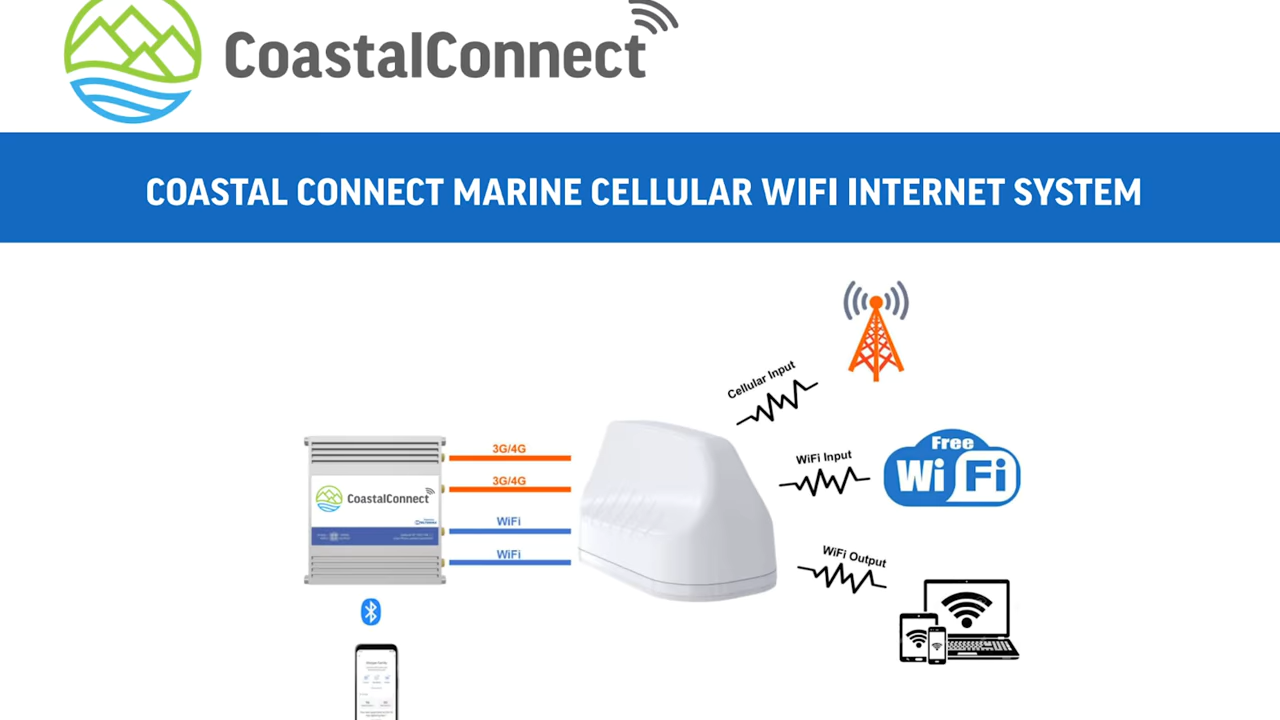 CoastalConnect
COASTAL CONNECT MARINE CELLULAR WIFI INTERNET SYSTEM
Cellular Input
3G/4G
Free
WiFi Input
Wi Fi
3G/4G
CoastalConnect
WiFi
WiFi Output
WiFi